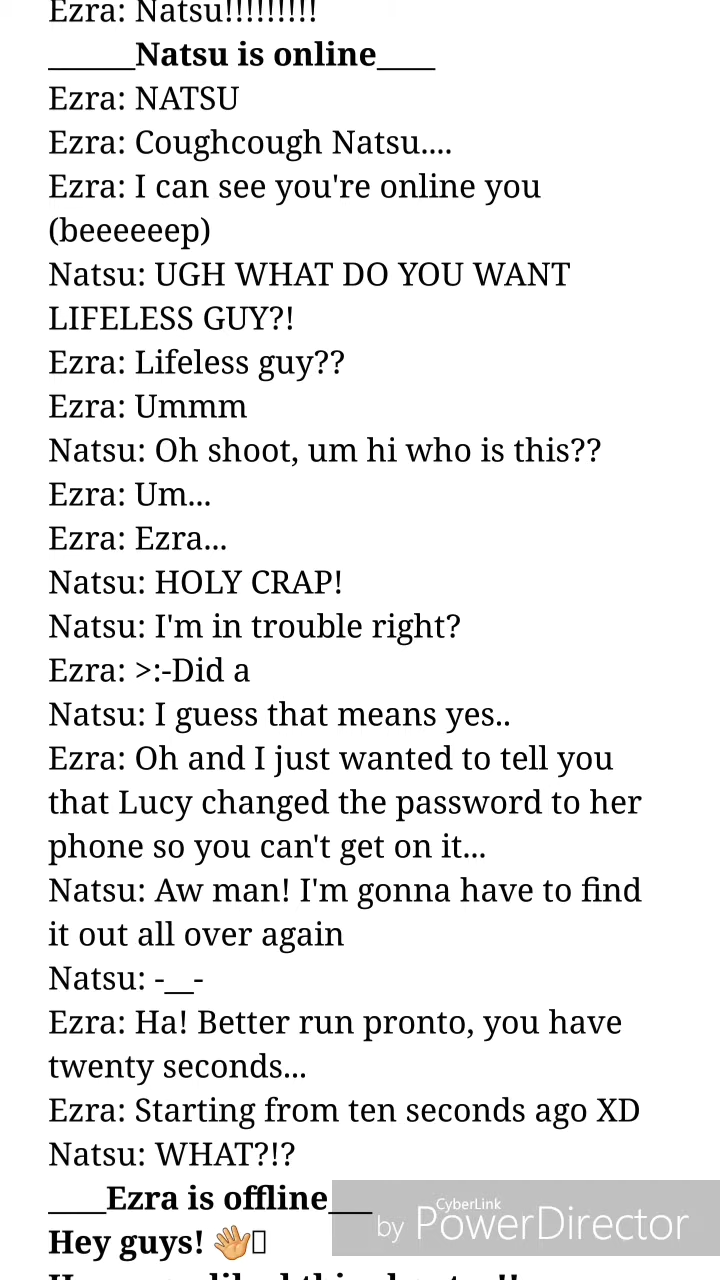 Ezra: Natsu!!!!!!!!!
______Natsu is online____
Ezra: NATSU
Ezra: Coughcough Natsu....
Ezra: I can see you're online you
(beeeeeep)
Natsu: UGH WHAT DO YOU WANT
LIFELESS GUY?!
Ezra: Lifeless guy??
Ezra: Ummm
Natsu: Oh shoot, um hi who is this??
Ezra: Um...
Ezra: Ezra...
Natsu: HOLY CRAP!
Natsu: I'm in trouble right?
Ezra: >:-Did a
Natsu: I guess that means yes..
Ezra: Oh and I just wanted to tell you
that Lucy changed the password to her
phone so you can't get on it...
Natsu: Aw man! I'm gonna have to find
it out all over again
Natsu: -__-
Ezra: Ha! Better run pronto, you have
twenty seconds...
Ezra: Starting from ten seconds ago XD
Natsu: WHAT?!?
____Ezra is offline___
Hey guys! 👋
CyberLink
by PowerDirector